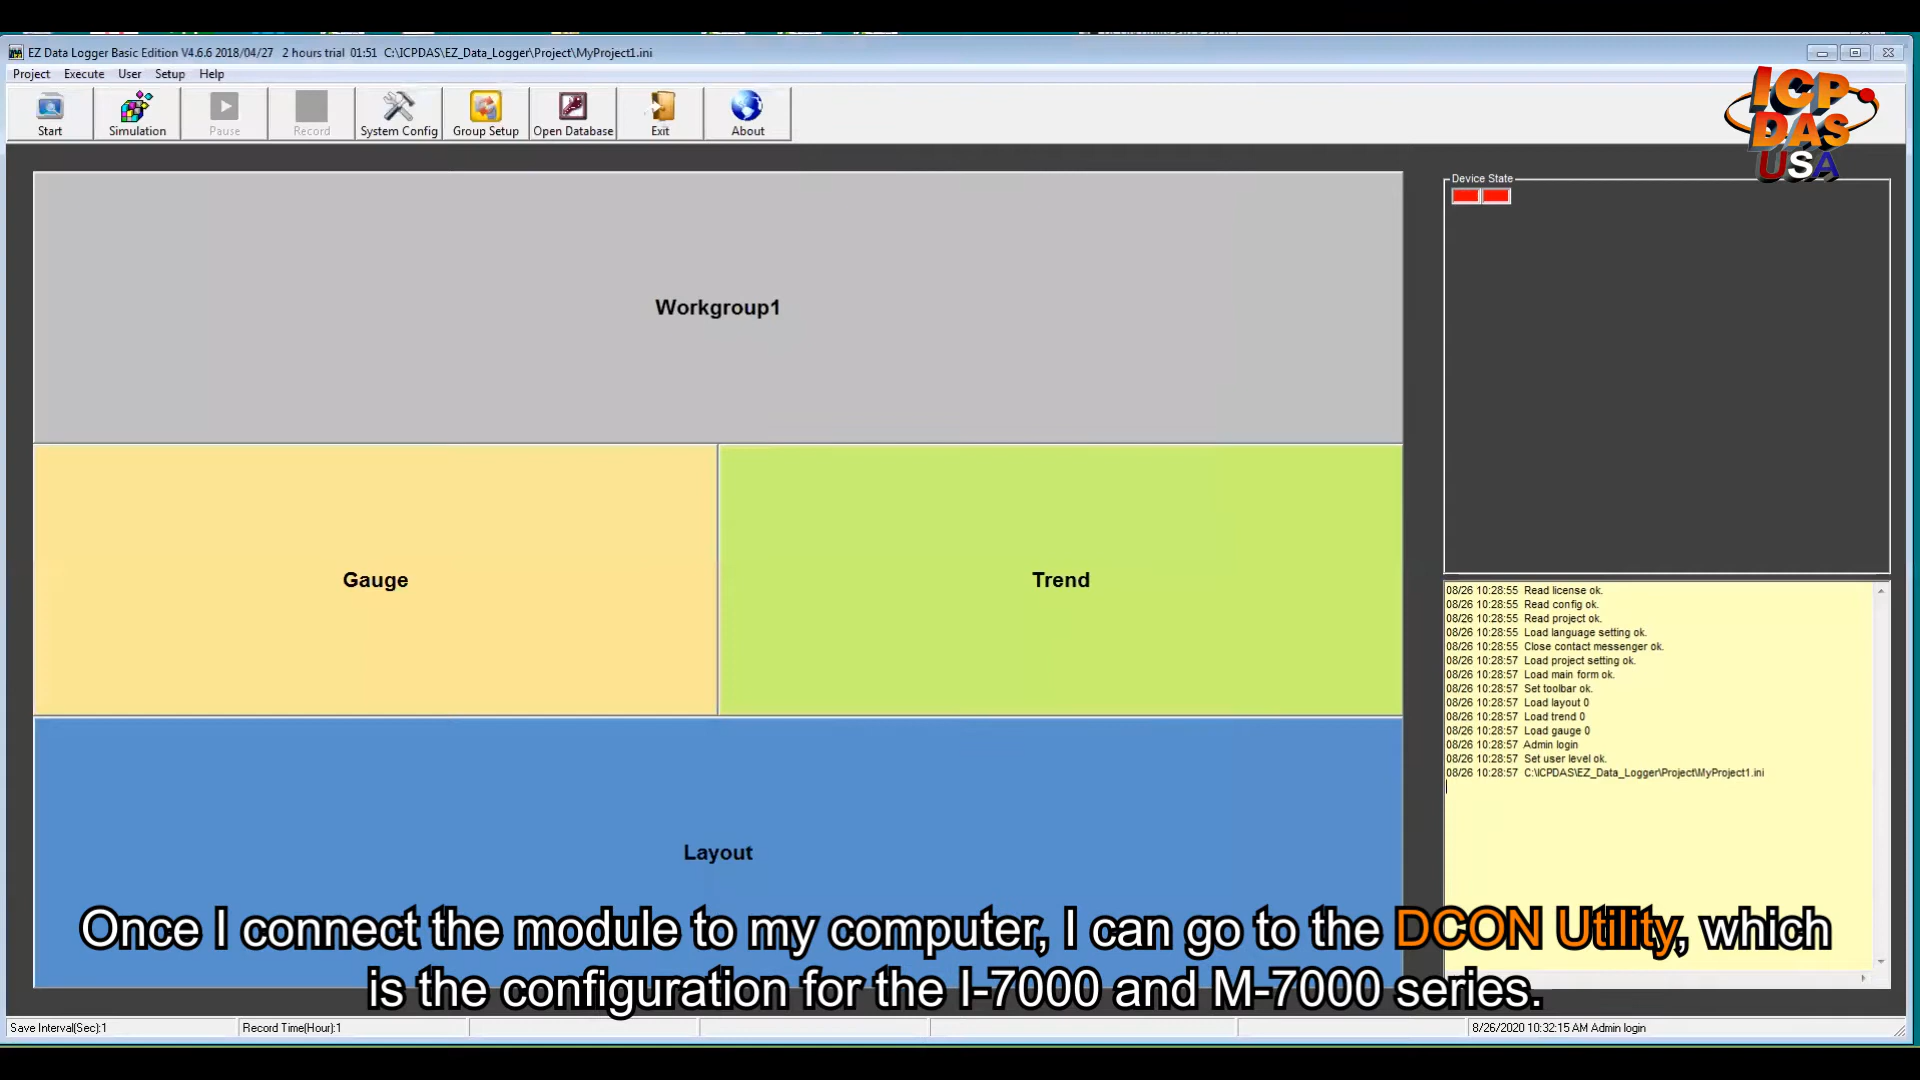 EZ Data Logger Basic Edition V4.6.6 2018/04/27   2 hours trial  01:51  C:\ICPDAS\EZ_Data_Logger\Project\MyProject1.ini
Project Execute User Setup Help
Start Simulation Pause Record System Config Group Setup Open Database Exit About
ICP
DAS
USA
Device State
Workgroup1
Gauge
Trend
Layout
08/26 10:28:55 Read license ok.
08/26 10:28:55 Read config ok.
08/26 10:28:55 Read project ok.
08/26 10:28:55 Load language setting ok.
08/26 10:28:55 Close contact messenger ok.
08/26 10:28:57 Load project setting ok.
08/26 10:28:57 Load main form ok.
08/26 10:28:57 Set toolbar ok.
08/26 10:28:57 Load layout 0
08/26 10:28:57 Load trend 0
08/26 10:28:57 Load gauge 0
08/26 10:28:57 Admin login
08/26 10:28:57 Set user level ok.
08/26 10:28:57 C:\ICPDAS\EZ_Data_Logger\Project\MyProject1.ini
Once I connect the module to my computer, I can go to the DCON Utility, which
is the configuration for the I-7000 and M-7000 series.
Save Interval(Sec):1 Record Time(Hour):1 8/26/2020 10:32:15 AM Admin login